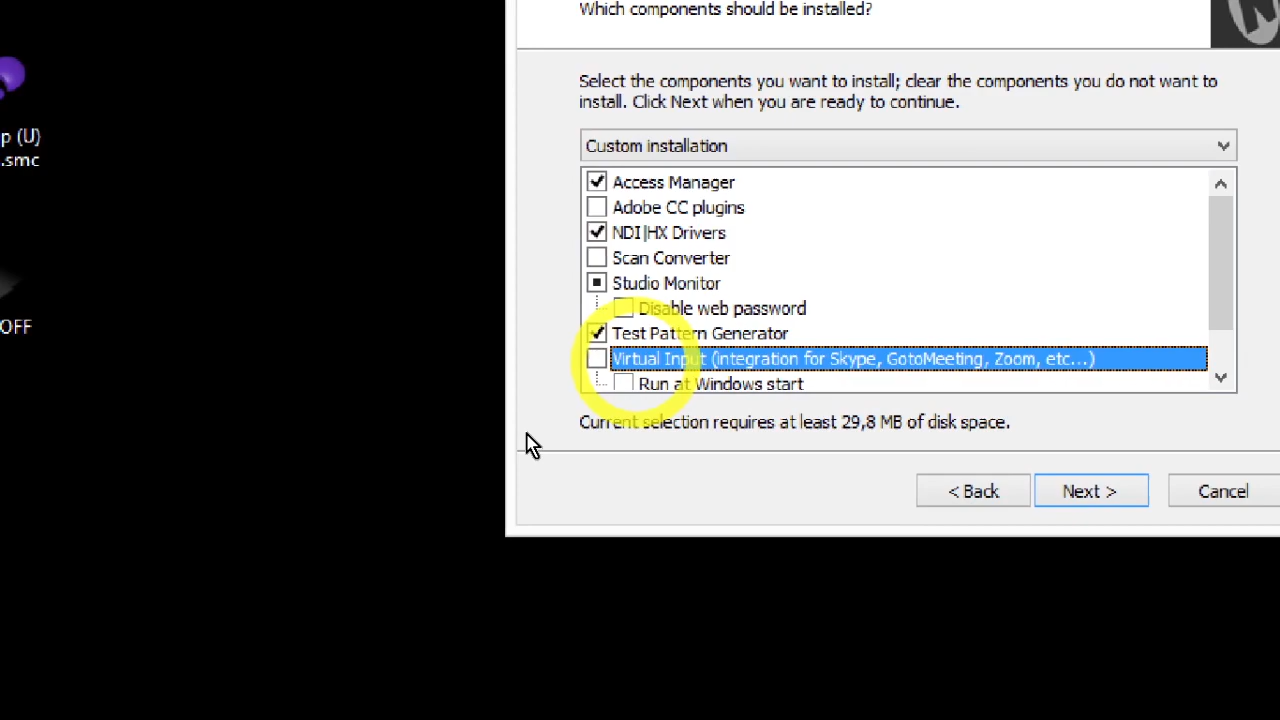 Which components should be installed?
Select the components you want to install; clear the components you do not want to
install. Click Next when you are ready to continue.
p (U)
.smc
Custom installation
Access Manager
Adobe CC plugins
NDI|HX Drivers
Scan Converter
Studio Monitor
OFF
Disable web password
Test Pattern Generator
Virtual Input (integration for Skype, GotoMeeting, Zoom, etc...)
Run at Windows start
Current selection requires at least 29,8 MB of disk space.
< Back
Next >
Cancel